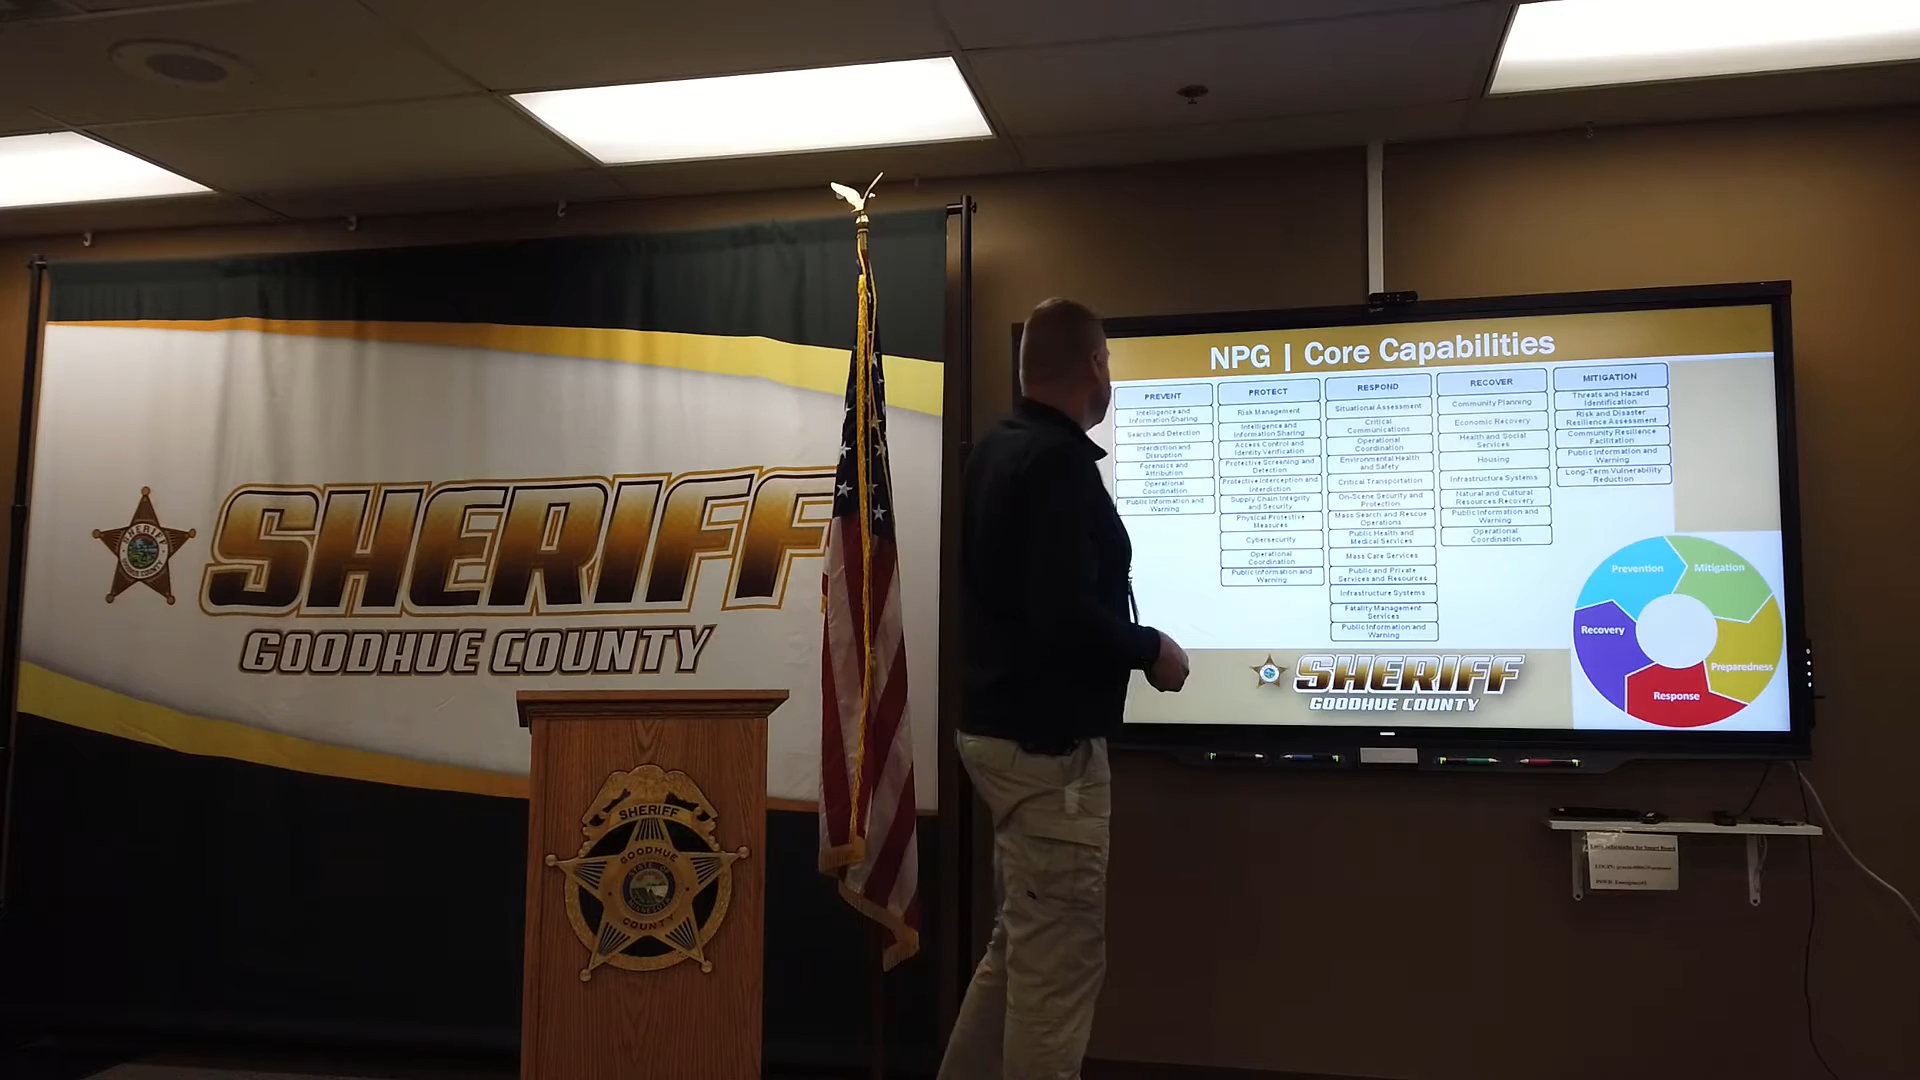 SHERIFF
GOODHUE COUNTY
SHERIFF
GOODHUE COUNTY
SHERIFF
GOODHUE
STATE OF
MINNESOTA
COUNTY
NPG | Core Capabilities
PREVENT
Intelligence and
Information Sharing
Search and Detection
Interdiction and
Disruption
Forensics and
Attribution
Operational
Coordination
Public Information and
Warning
PROTECT
Risk Management
Intelligence and
Information Sharing
Access Control and
Identity Verification
Protective Screening and
Detection
Protective Interception and
Interdiction
Supply Chain Integrity
and Security
Physical Protective
Measures
Cybersecurity
Operational
Coordination
Public Information and
Warning
RESPOND
Situational Assessment
Critical
Communications
Operational
Coordination
Environmental Health
and Safety
Critical Transportation
On-Scene Security and
Protection
Mass Search and Rescue
Operations
Public Health and
Medical Services
Mass Care Services
Public and Private
Services and Resources
Infrastructure Systems
Fatality Management
Services
Public Information and
Warning
RECOVER
Community Planning
Economic Recovery
Health and Social
Services
Housing
Infrastructure Systems
Natural and Cultural
Resources Recovery
Public Information and
Warning
Operational
Coordination
MITIGATION
Threats and Hazard
Identification
Risk and Disaster
Resilience Assessment
Community Resilience
Facilitation
Public Information and
Warning
Long-Term Vulnerability
Reduction
Prevention
Mitigation
Recovery
Preparedness
Response
SHERIFF
GOODHUE COUNTY